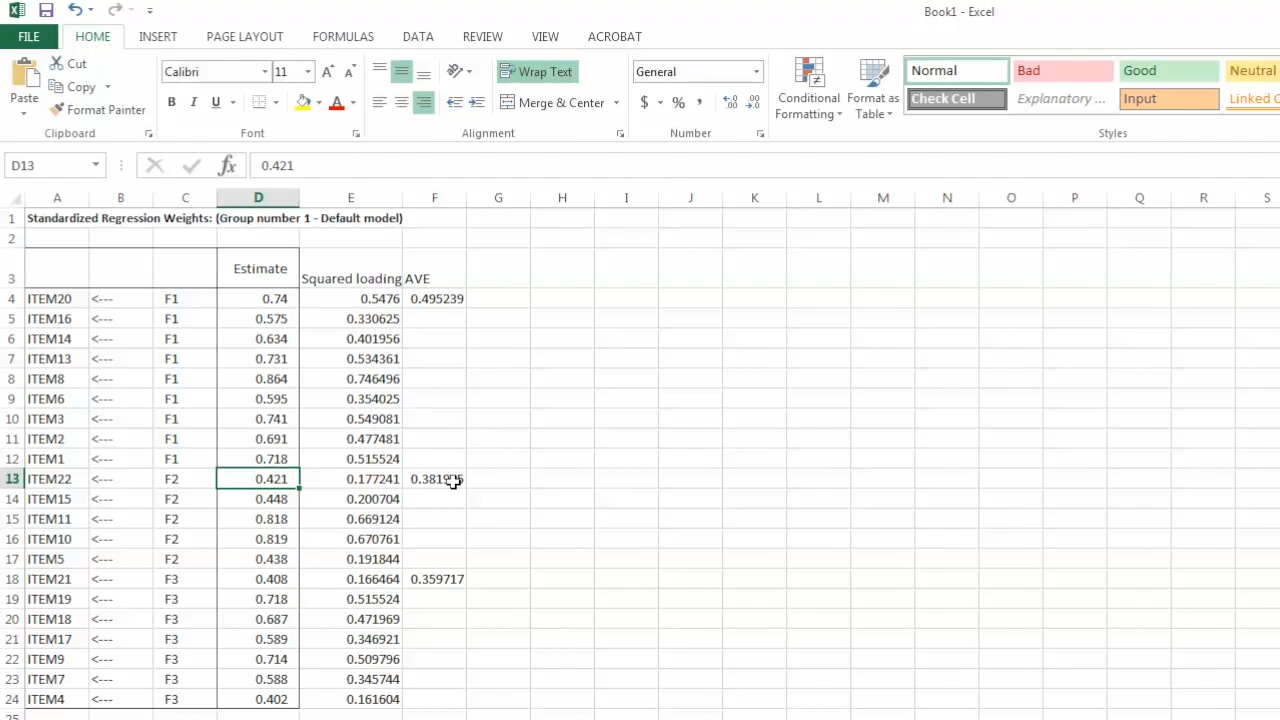 Book1 - Excel
FILE HOME INSERT PAGE LAYOUT FORMULAS DATA REVIEW VIEW ACROBAT
Paste
Cut
Copy
Format Painter
Clipboard
Calibri 11
B I U
Font
Wrap Text
Merge & Center
Alignment
General
$ % ,
Number
Conditional Formatting
Format as Table
Normal Bad Good Neutral
Check Cell Explanatory ... Input Linked C
Styles
D13 fx 0.421
A B C D E F G H I J K L M N O P Q R S
1 Standardized Regression Weights: (Group number 1 - Default model)
2
3 Estimate Squared loading AVE
4 ITEM20 <--- F1 0.74 0.5476 0.495239
5 ITEM16 <--- F1 0.575 0.330625
6 ITEM14 <--- F1 0.634 0.401956
7 ITEM13 <--- F1 0.731 0.534361
8 ITEM8 <--- F1 0.864 0.746496
9 ITEM6 <--- F1 0.595 0.354025
10 ITEM3 <--- F1 0.741 0.549081
11 ITEM2 <--- F1 0.691 0.477481
12 ITEM1 <--- F1 0.718 0.515524
13 ITEM22 <--- F2 0.421 0.177241
14 ITEM15 <--- F2 0.448 0.200704
15 ITEM11 <--- F2 0.818 0.669124
16 ITEM10 <--- F2 0.819 0.670761
17 ITEM5 <--- F2 0.438 0.191844
18 ITEM21 <--- F3 0.408 0.166464 0.359717
19 ITEM19 <--- F3 0.718 0.515524
20 ITEM18 <--- F3 0.687 0.471969
21 ITEM17 <--- F3 0.589 0.346921
22 ITEM9 <--- F3 0.714 0.509796
23 ITEM7 <--- F3 0.588 0.345744
24 ITEM4 <--- F3 0.402 0.161604
25